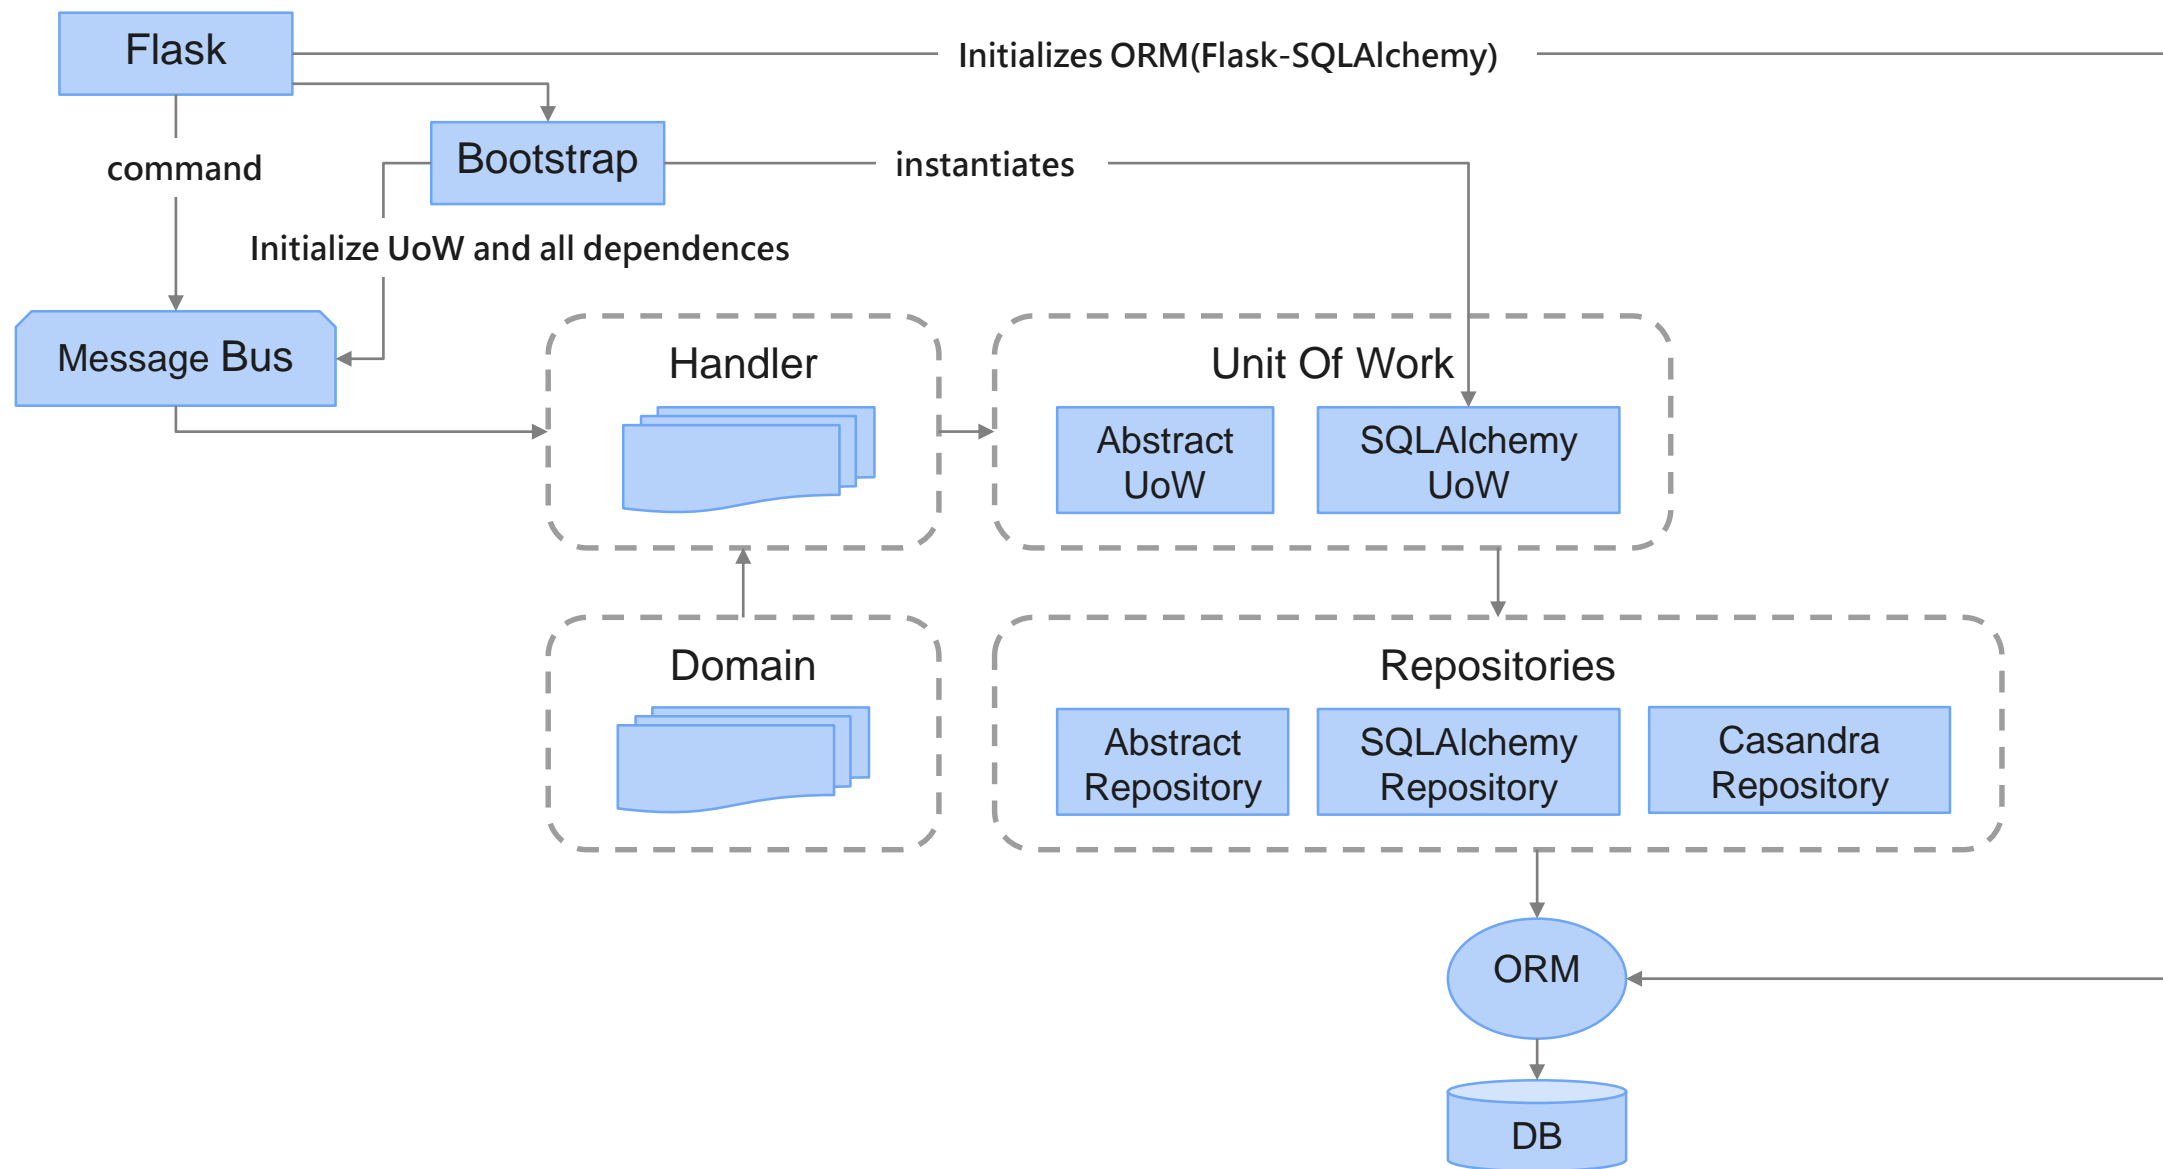 Flask
Initializes ORM(Flask-SQLAlchemy)
command
Bootstrap
instantiates
Initialize UoW and all dependences
Message Bus
Handler
Unit Of Work
Abstract
UoW
SQLAlchemy
UoW
Domain
Repositories
Abstract
Repository
SQLAlchemy
Repository
Casandra
Repository
ORM
DB